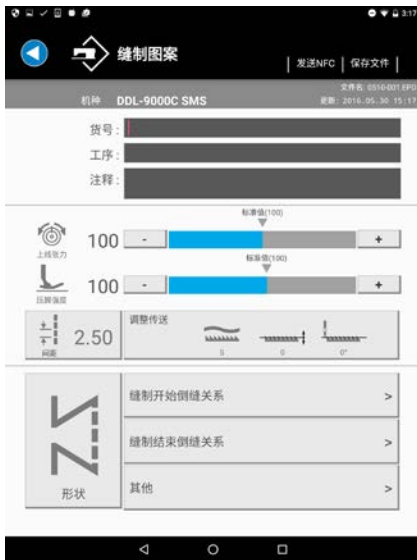 3:17
缝制图案
发送NFC | 保存文件
文件名: 0510-001.EPD
机种 DDL-9000C SMS
更新: 2016.05.30 15:17
货号:
工序:
注释:
标准值(100)
上线张力 100 - +
标准值(100)
压脚强度 100 - +
间距 2.50
调整传送
S 0 0°
形状
缝制开始倒缝关系 >
缝制结束倒缝关系 >
其他 >